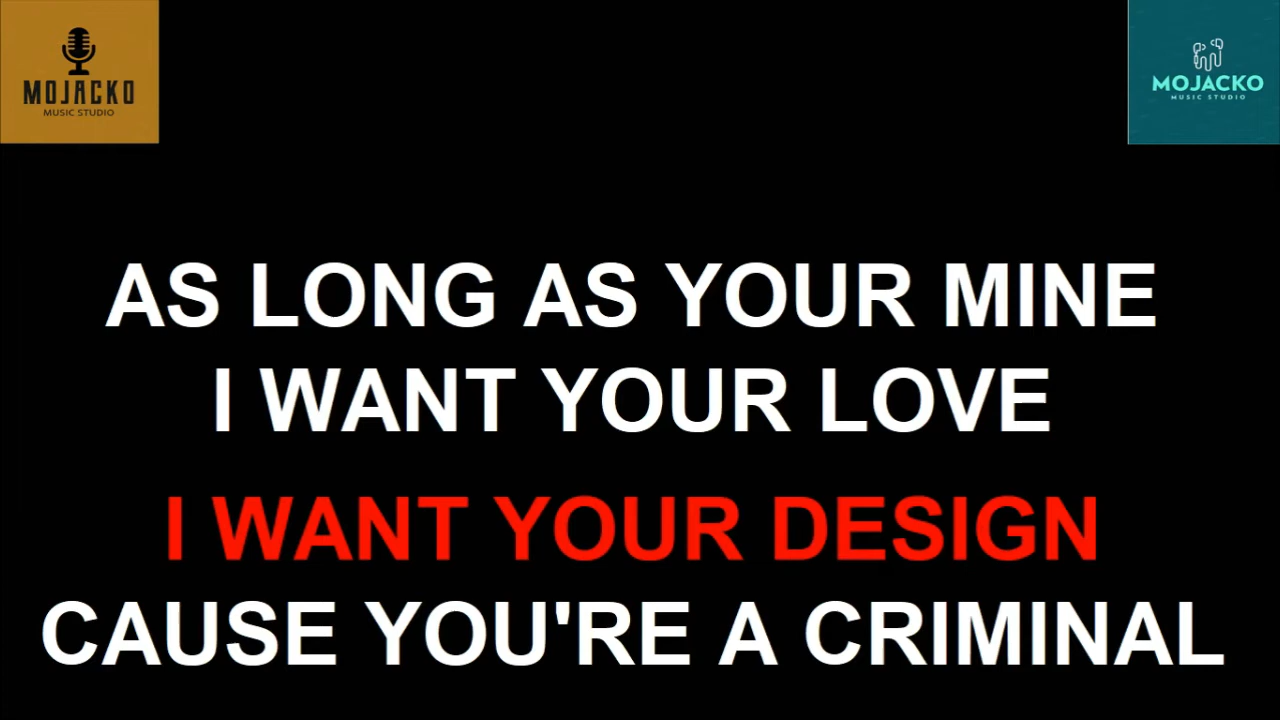 MOJACKO
MUSIC STUDIO
MOJACKO
MUSIC STUDIO
AS LONG AS YOUR MINE
I WANT YOUR LOVE
I WANT YOUR DESIGN
CAUSE YOU'RE A CRIMINAL